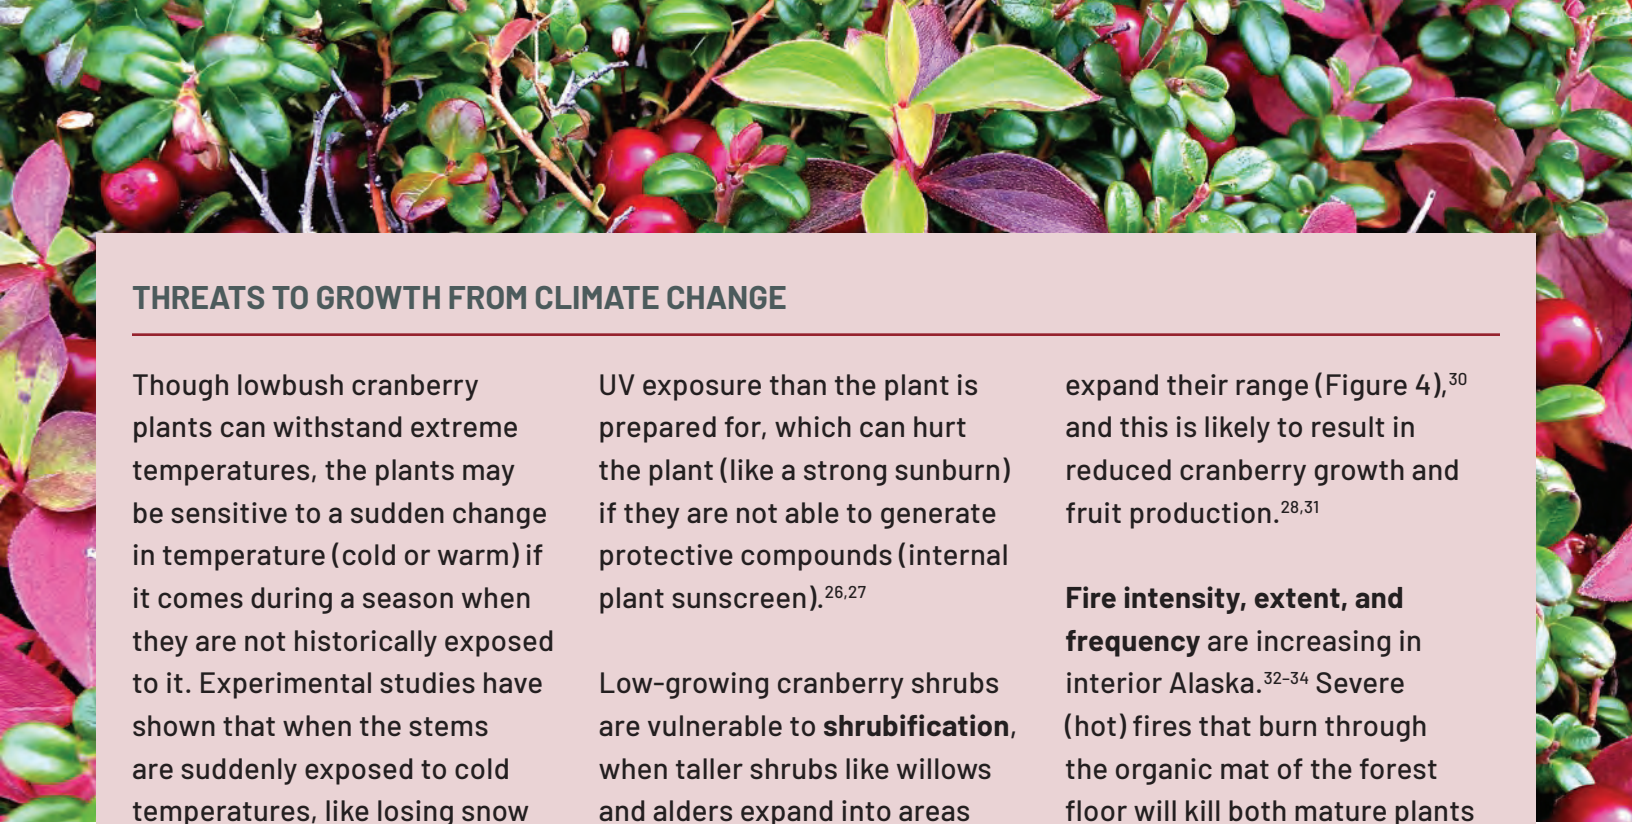 THREATS TO GROWTH FROM CLIMATE CHANGE
Though lowbush cranberry
plants can withstand extreme
temperatures, the plants may
be sensitive to a sudden change
in temperature (cold or warm) if
it comes during a season when
they are not historically exposed
to it. Experimental studies have
shown that when the stems
are suddenly exposed to cold
temperatures, like losing snow
UV exposure than the plant is
prepared for, which can hurt
the plant (like a strong sunburn)
if they are not able to generate
protective compounds (internal
plant sunscreen).26,27
Low-growing cranberry shrubs
are vulnerable to shrubification,
when taller shrubs like willows
and alders expand into areas
expand their range (Figure 4),30
and this is likely to result in
reduced cranberry growth and
fruit production.28,31
Fire intensity, extent, and
frequency are increasing in
interior Alaska.32–34 Severe
(hot) fires that burn through
the organic mat of the forest
floor will kill both mature plants